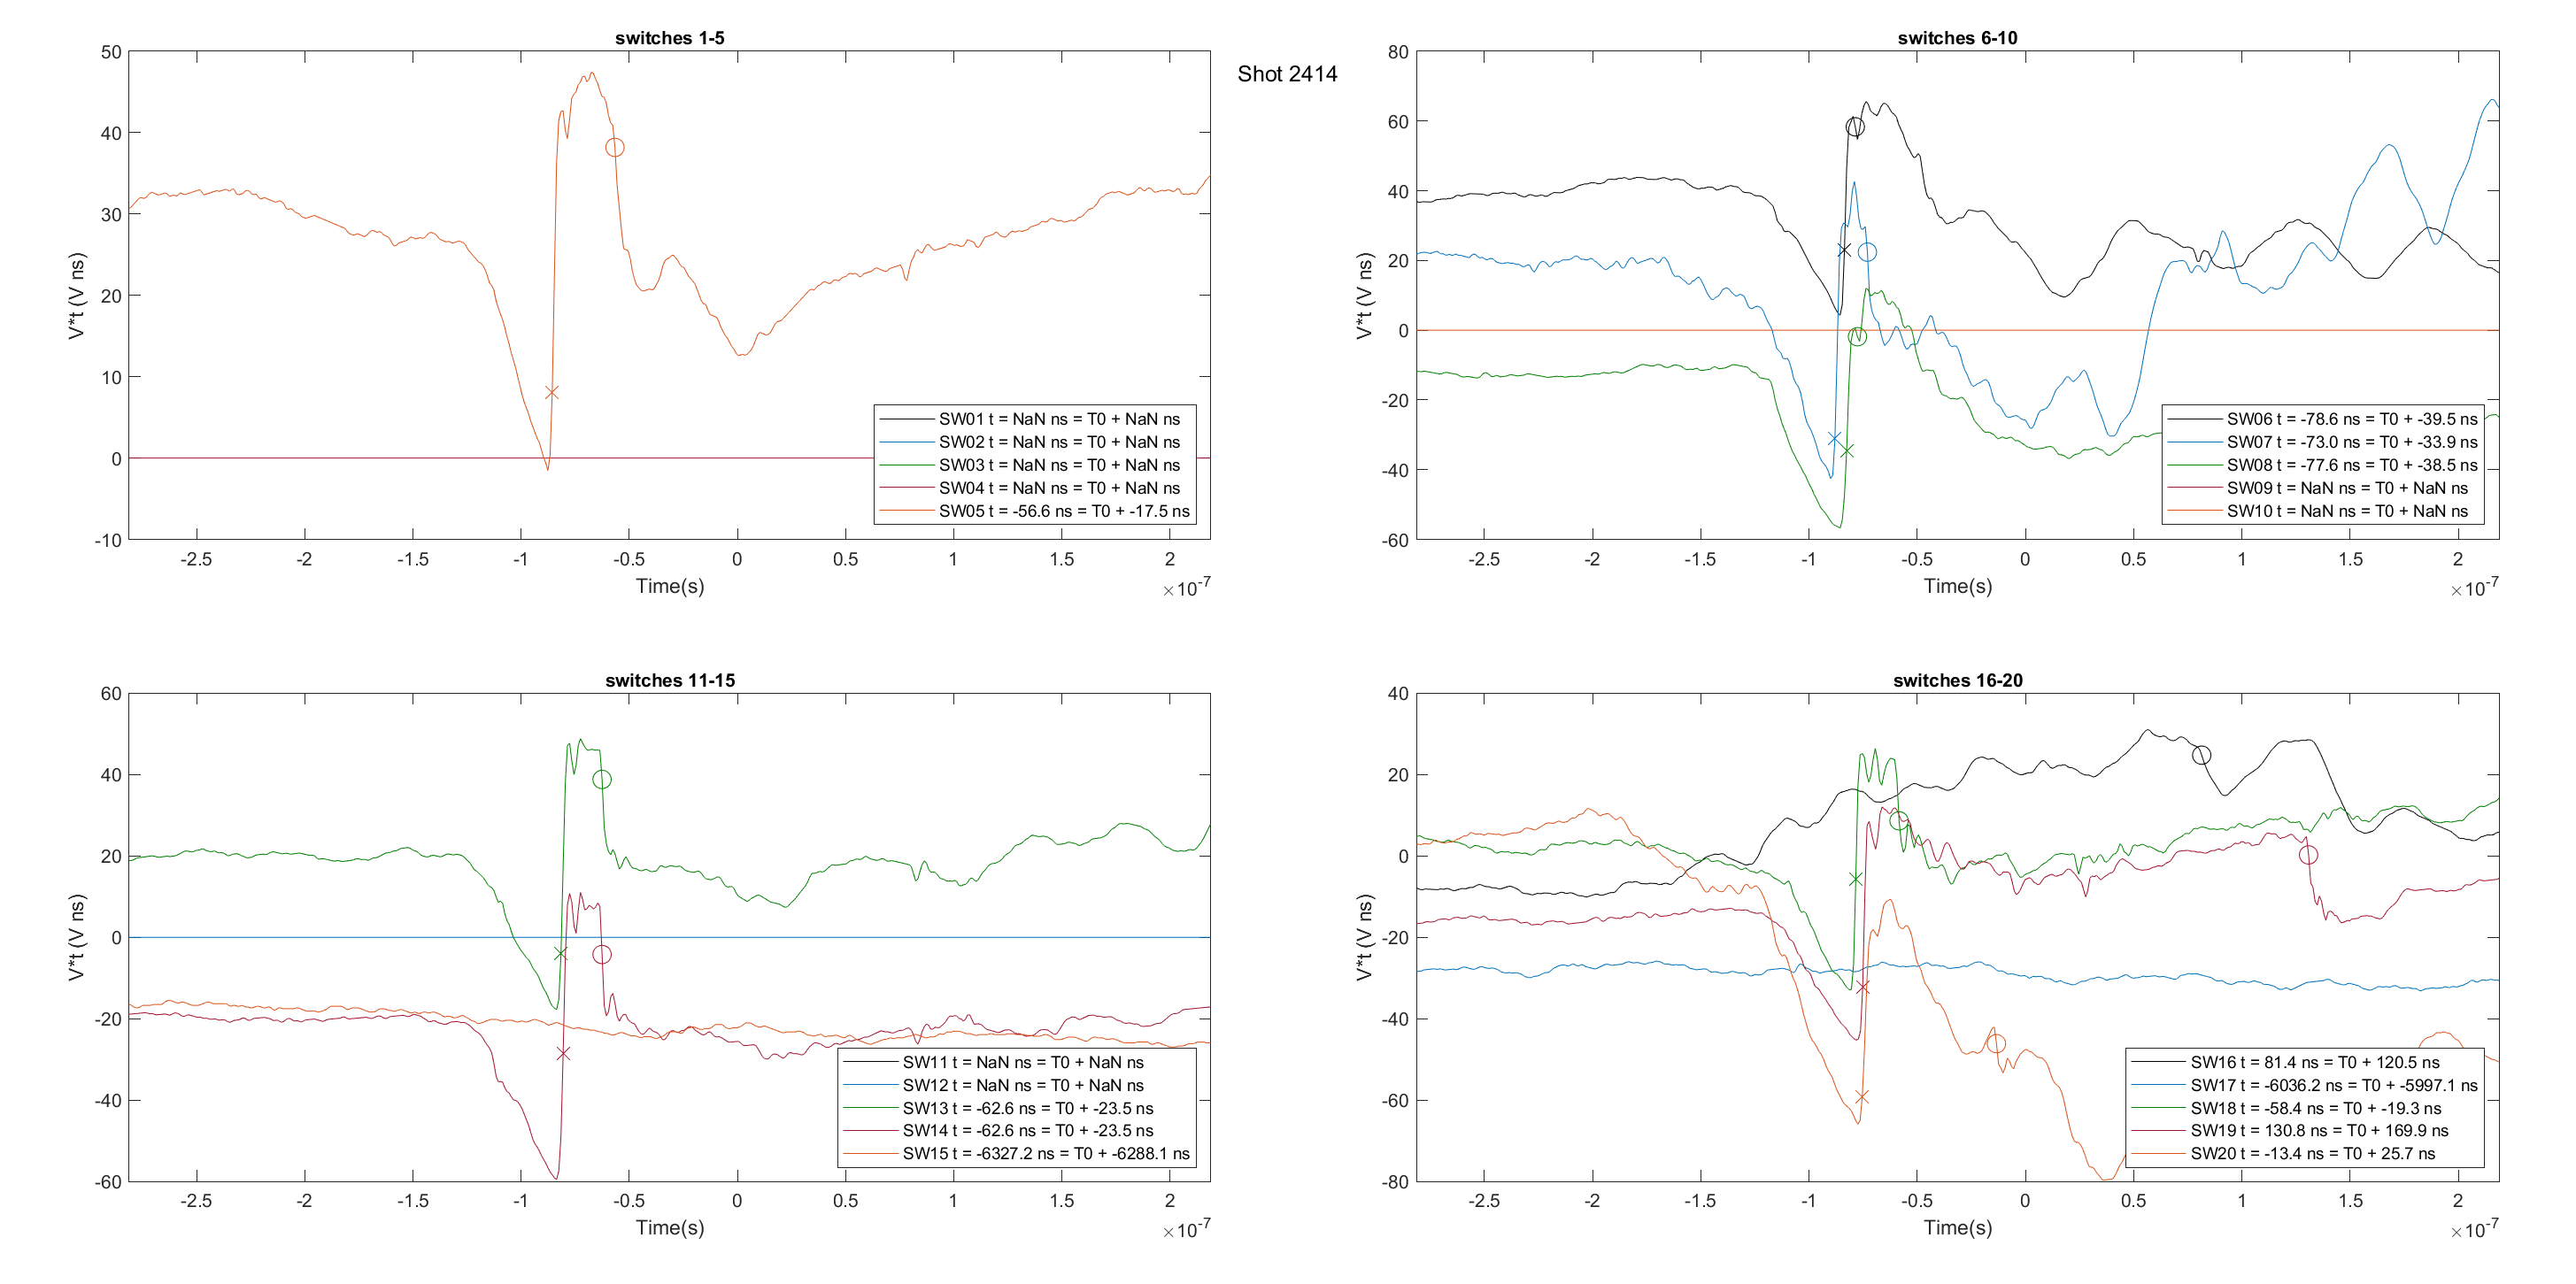 Shot 2414
switches 1-5
50
40
30
20
10
0
-10
V*t (V ns)
-2.5 -2 -1.5 -1 -0.5 0 0.5 1 1.5 2
Time(s)
×10-7
SW01 t = NaN ns = T0 + NaN ns
SW02 t = NaN ns = T0 + NaN ns
SW03 t = NaN ns = T0 + NaN ns
SW04 t = NaN ns = T0 + NaN ns
SW05 t = -56.6 ns = T0 + -17.5 ns
switches 6-10
80
60
40
20
0
-20
-40
-60
V*t (V ns)
-2.5 -2 -1.5 -1 -0.5 0 0.5 1 1.5 2
Time(s)
×10-7
SW06 t = -78.6 ns = T0 + -39.5 ns
SW07 t = -73.0 ns = T0 + -33.9 ns
SW08 t = -77.6 ns = T0 + -38.5 ns
SW09 t = NaN ns = T0 + NaN ns
SW10 t = NaN ns = T0 + NaN ns
switches 11-15
60
40
20
0
-20
-40
-60
V*t (V ns)
-2.5 -2 -1.5 -1 -0.5 0 0.5 1 1.5 2
Time(s)
×10-7
SW11 t = NaN ns = T0 + NaN ns
SW12 t = NaN ns = T0 + NaN ns
SW13 t = -62.6 ns = T0 + -23.5 ns
SW14 t = -62.6 ns = T0 + -23.5 ns
SW15 t = -6327.2 ns = T0 + -6288.1 ns
switches 16-20
40
20
0
-20
-40
-60
-80
V*t (V ns)
-2.5 -2 -1.5 -1 -0.5 0 0.5 1 1.5 2
Time(s)
×10-7
SW16 t = 81.4 ns = T0 + 120.5 ns
SW17 t = -6036.2 ns = T0 + -5997.1 ns
SW18 t = -58.4 ns = T0 + -19.3 ns
SW19 t = 130.8 ns = T0 + 169.9 ns
SW20 t = -13.4 ns = T0 + 25.7 ns